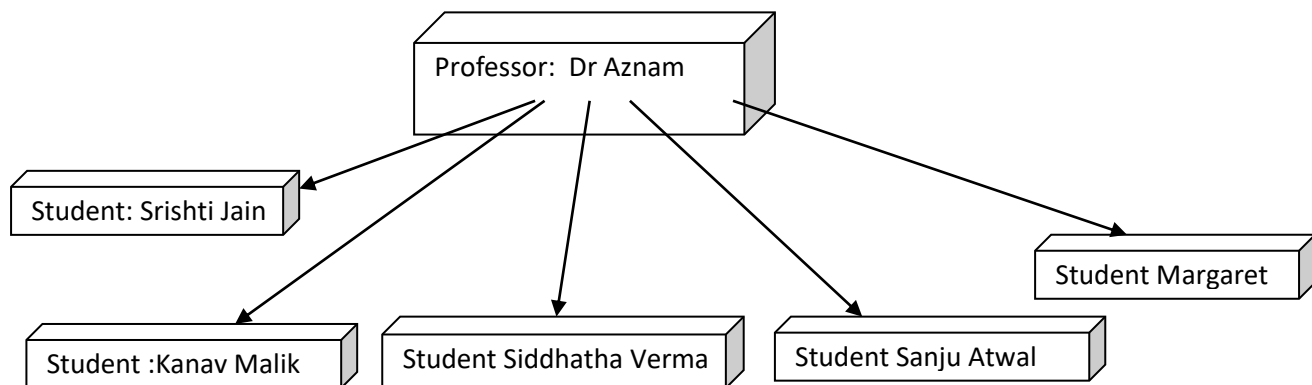 Professor: Dr Aznam
Student: Srishti Jain
Student Margaret
Student :Kanav Malik
Student Siddhatha Verma
Student Sanju Atwal